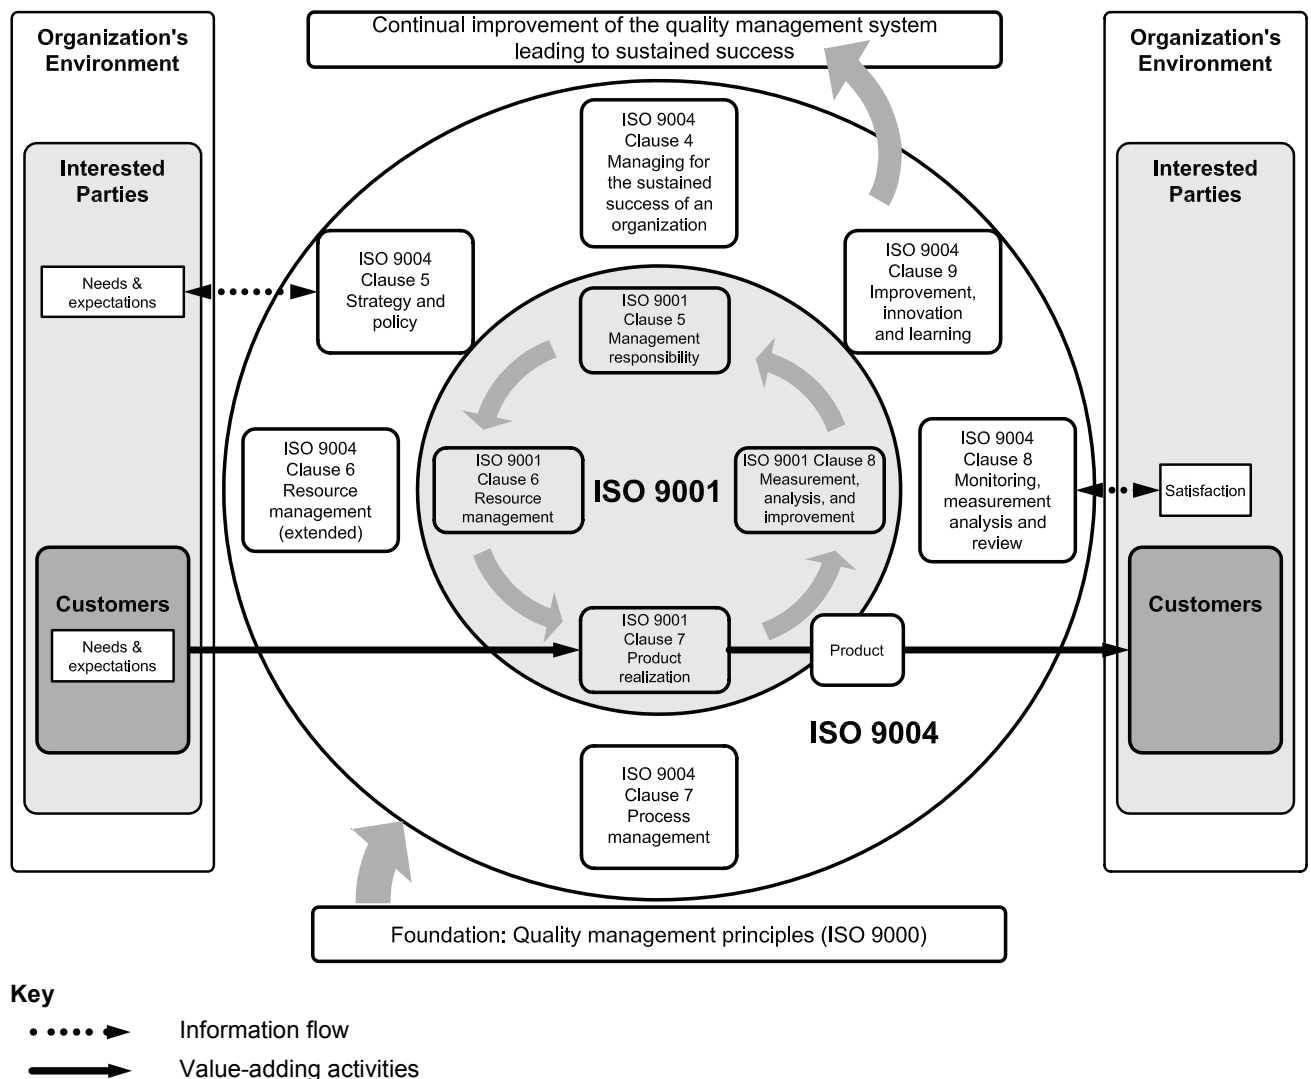 Continual improvement of the quality management system
leading to sustained success
Organization's
Environment
Interested
Parties
Needs &
expectations
Customers
Needs &
expectations
ISO 9004
Clause 4
Managing for
the sustained
success of an
organization
ISO 9004
Clause 5
Strategy and
policy
ISO 9004
Clause 9
Improvement,
innovation
and learning
ISO 9001
Clause 5
Management
responsibility
ISO 9004
Clause 6
Resource
management
(extended)
ISO 9001
Clause 6
Resource
management
ISO 9001
ISO 9001 Clause 8
Measurement,
analysis, and
improvement
ISO 9004
Clause 8
Monitoring,
measurement
analysis and
review
ISO 9001
Clause 7
Product
realization
Product
ISO 9004
ISO 9004
Clause 7
Process
management
Organization's
Environment
Interested
Parties
Satisfaction
Customers
Foundation: Quality management principles (ISO 9000)
Key
Information flow
Value-adding activities